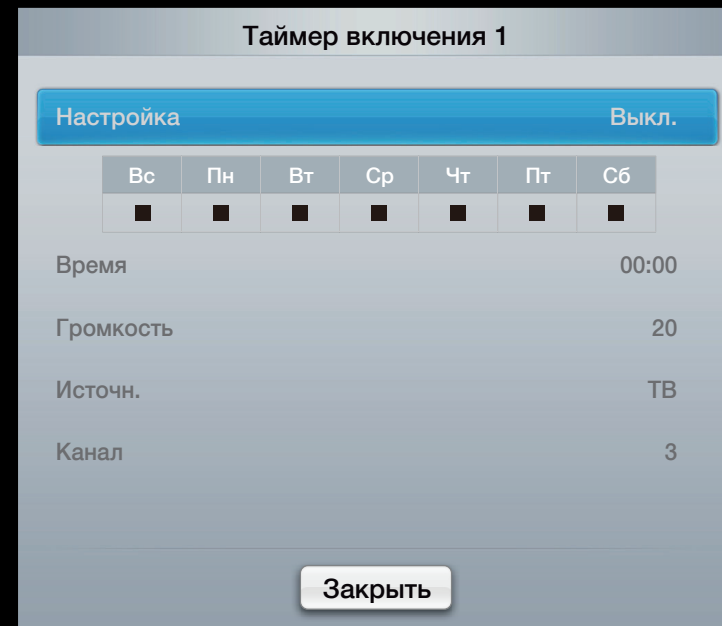 Таймер включения 1
Настройка Выкл.
Вс Пн Вт Ср Чт Пт Сб
Время 00:00
Громкость 20
Источн. ТВ
Канал 3
Закрыть